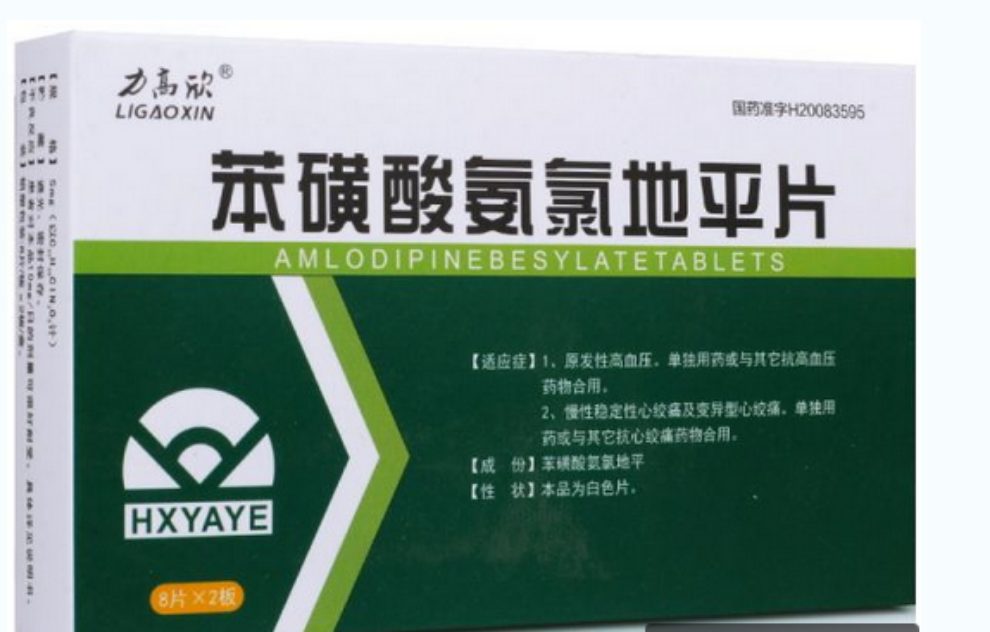 力高欣®
LIGAOXIN
国药准字H20083595
苯磺酸氨氯地平片
AMLODIPINEBESYLATETABLETS
【适应症】1、原发性高血压。单独用药或与其它抗高血压
药物合用。
2、慢性稳定性心绞痛及变异型心绞痛。单独用
药或与其它抗心绞痛药物合用。
【成 份】苯磺酸氨氯地平
【性 状】本品为白色片。
HXYAYE
8片×2板